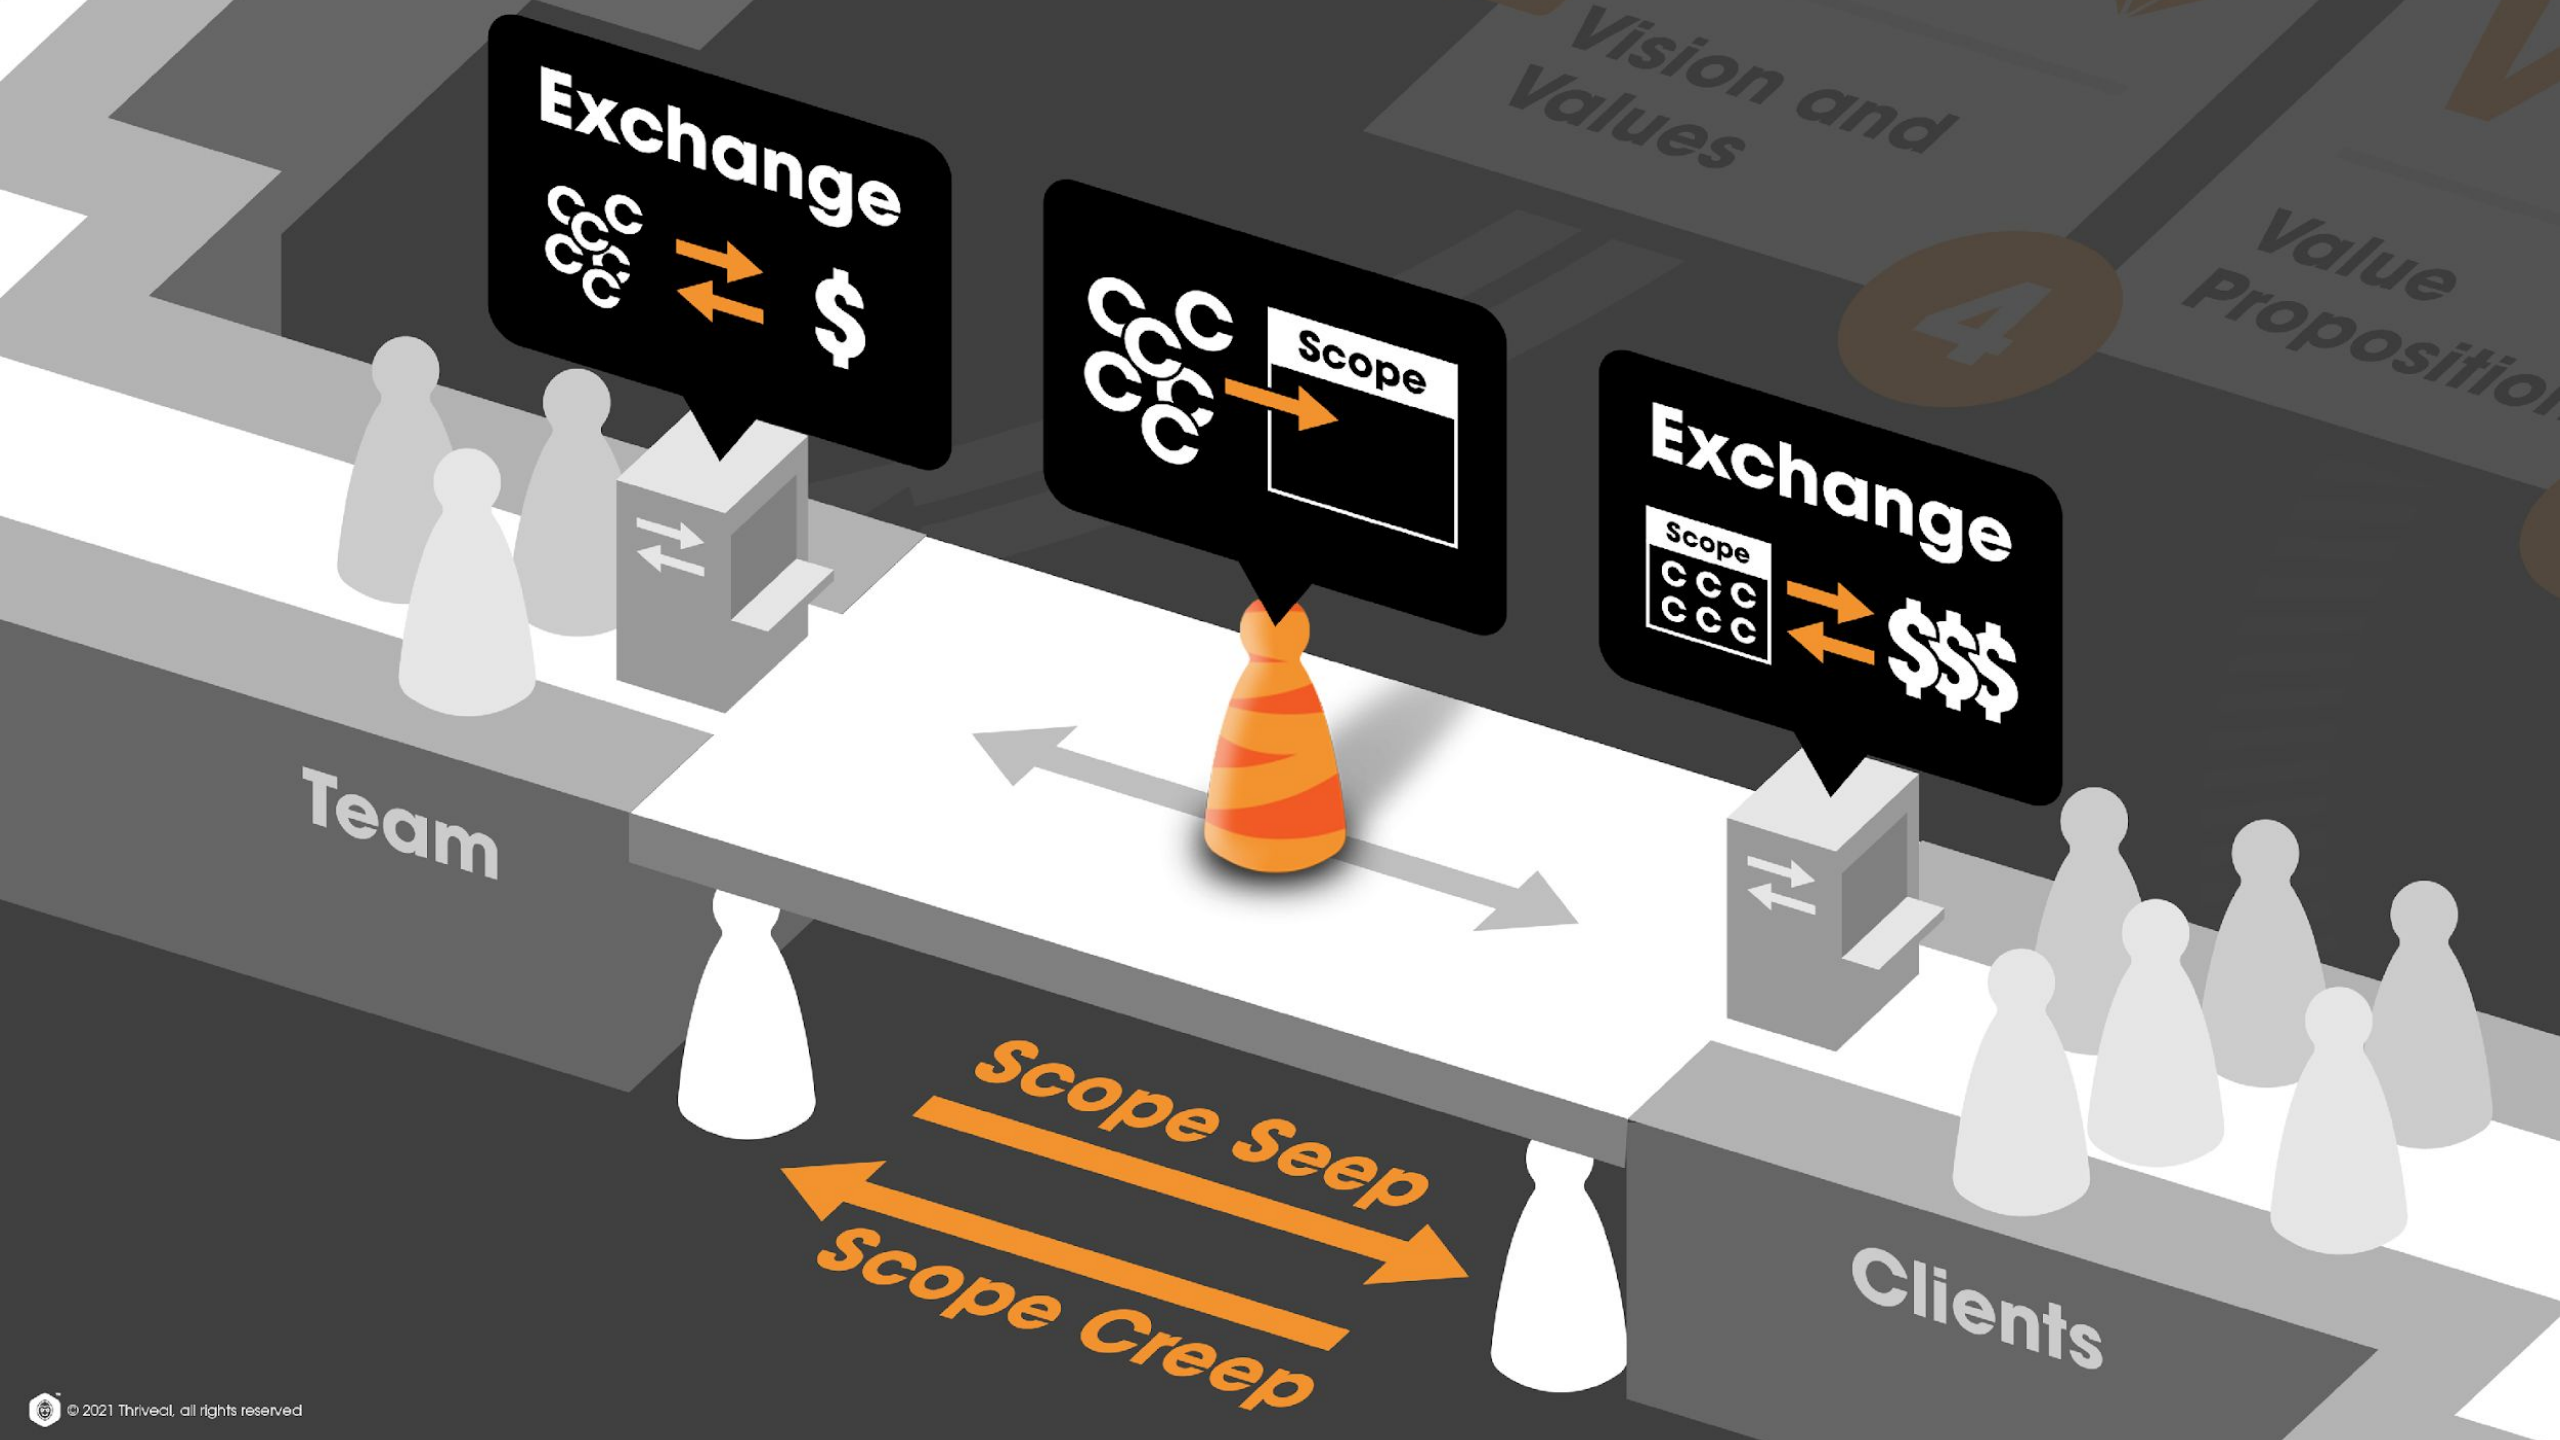 Vision and
Values
4
Value
Proposition
Exchange
C C C C C C
$
C C C C C C
Scope
Exchange
Scope
C C C
C C C
$$$
Team
Scope Seep
Scope Creep
Clients
© 2021 Thriveal, all rights reserved